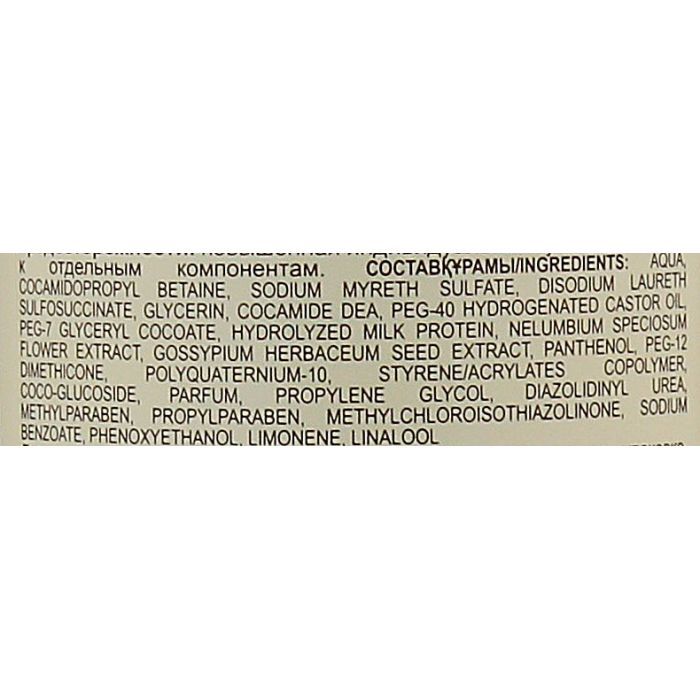 к отдельным компонентам. СОСТАВ/ҚҰРАМЫ/INGREDIENTS: AQUA,
COCAMIDOPROPYL BETAINE, SODIUM MYRETH SULFATE, DISODIUM LAURETH
SULFOSUCCINATE, GLYCERIN, COCAMIDE DEA, PEG-40 HYDROGENATED CASTOR OIL,
PEG-7 GLYCERYL COCOATE, HYDROLYZED MILK PROTEIN, NELUMBIUM SPECIOSUM
FLOWER EXTRACT, GOSSYPIUM HERBACEUM SEED EXTRACT, PANTHENOL, PEG-12
DIMETHICONE, POLYQUATERNIUM-10, STYRENE/ACRYLATES COPOLYMER,
COCO-GLUCOSIDE, PARFUM, PROPYLENE GLYCOL, DIAZOLIDINYL UREA,
METHYLPARABEN, PROPYLPARABEN, METHYLCHLOROISOTHIAZOLINONE, SODIUM
BENZOATE, PHENOXYETHANOL, LIMONENE, LINALOOL